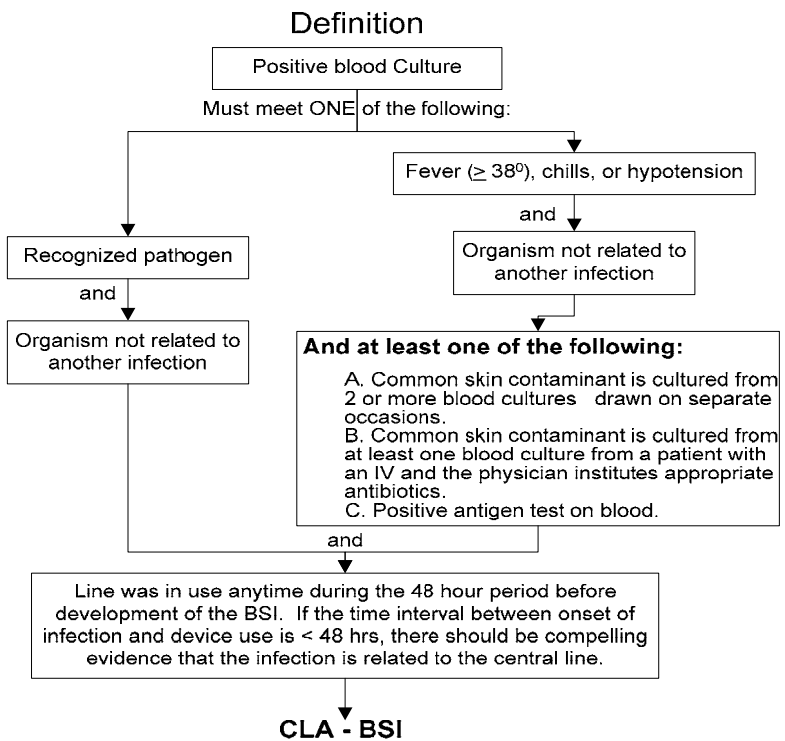 Definition
Positive blood Culture
Must meet ONE of the following:
Fever (≥ 38⁰), chills, or hypotension
and
Recognized pathogen
and
Organism not related to
another infection
Organism not related to
another infection
And at least one of the following:
A. Common skin contaminant is cultured from
2 or more blood cultures drawn on separate
occasions.
B. Common skin contaminant is cultured from
at least one blood culture from a patient with
an IV and the physician institutes appropriate
antibiotics.
C. Positive antigen test on blood.
and
Line was in use anytime during the 48 hour period before
development of the BSI. If the time interval between onset of
infection and device use is < 48 hrs, there should be compelling
evidence that the infection is related to the central line.
CLA - BSI